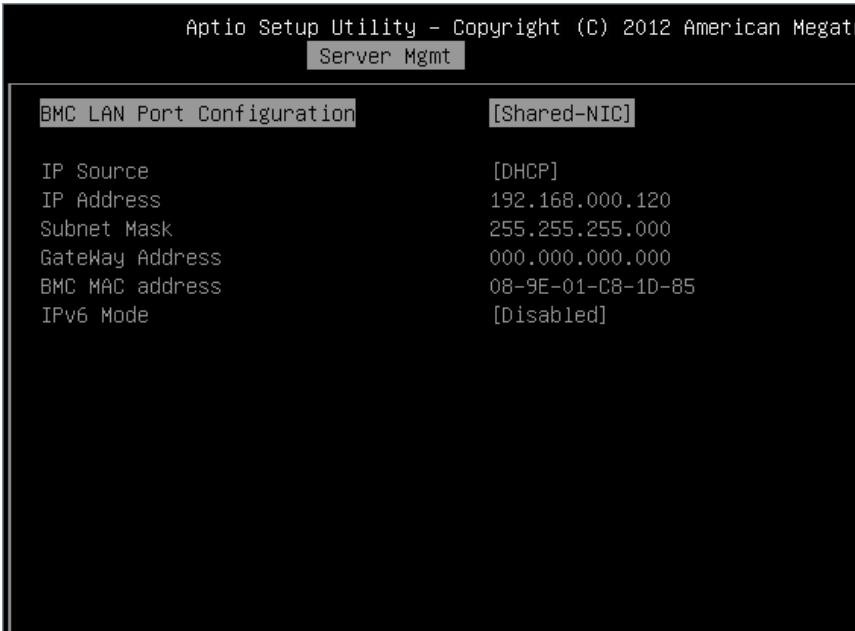 Aptio Setup Utility – Copyright (C) 2012 American
Server Mgmt
BMC LAN Port Configuration [Shared-NIC]
IP Source [DHCP]
IP Address 192.168.000.120
Subnet Mask 255.255.255.000
GateWay Address 000.000.000.000
BMC MAC address 08-9E-01-C8-1D-85
IPv6 Mode [Disabled]